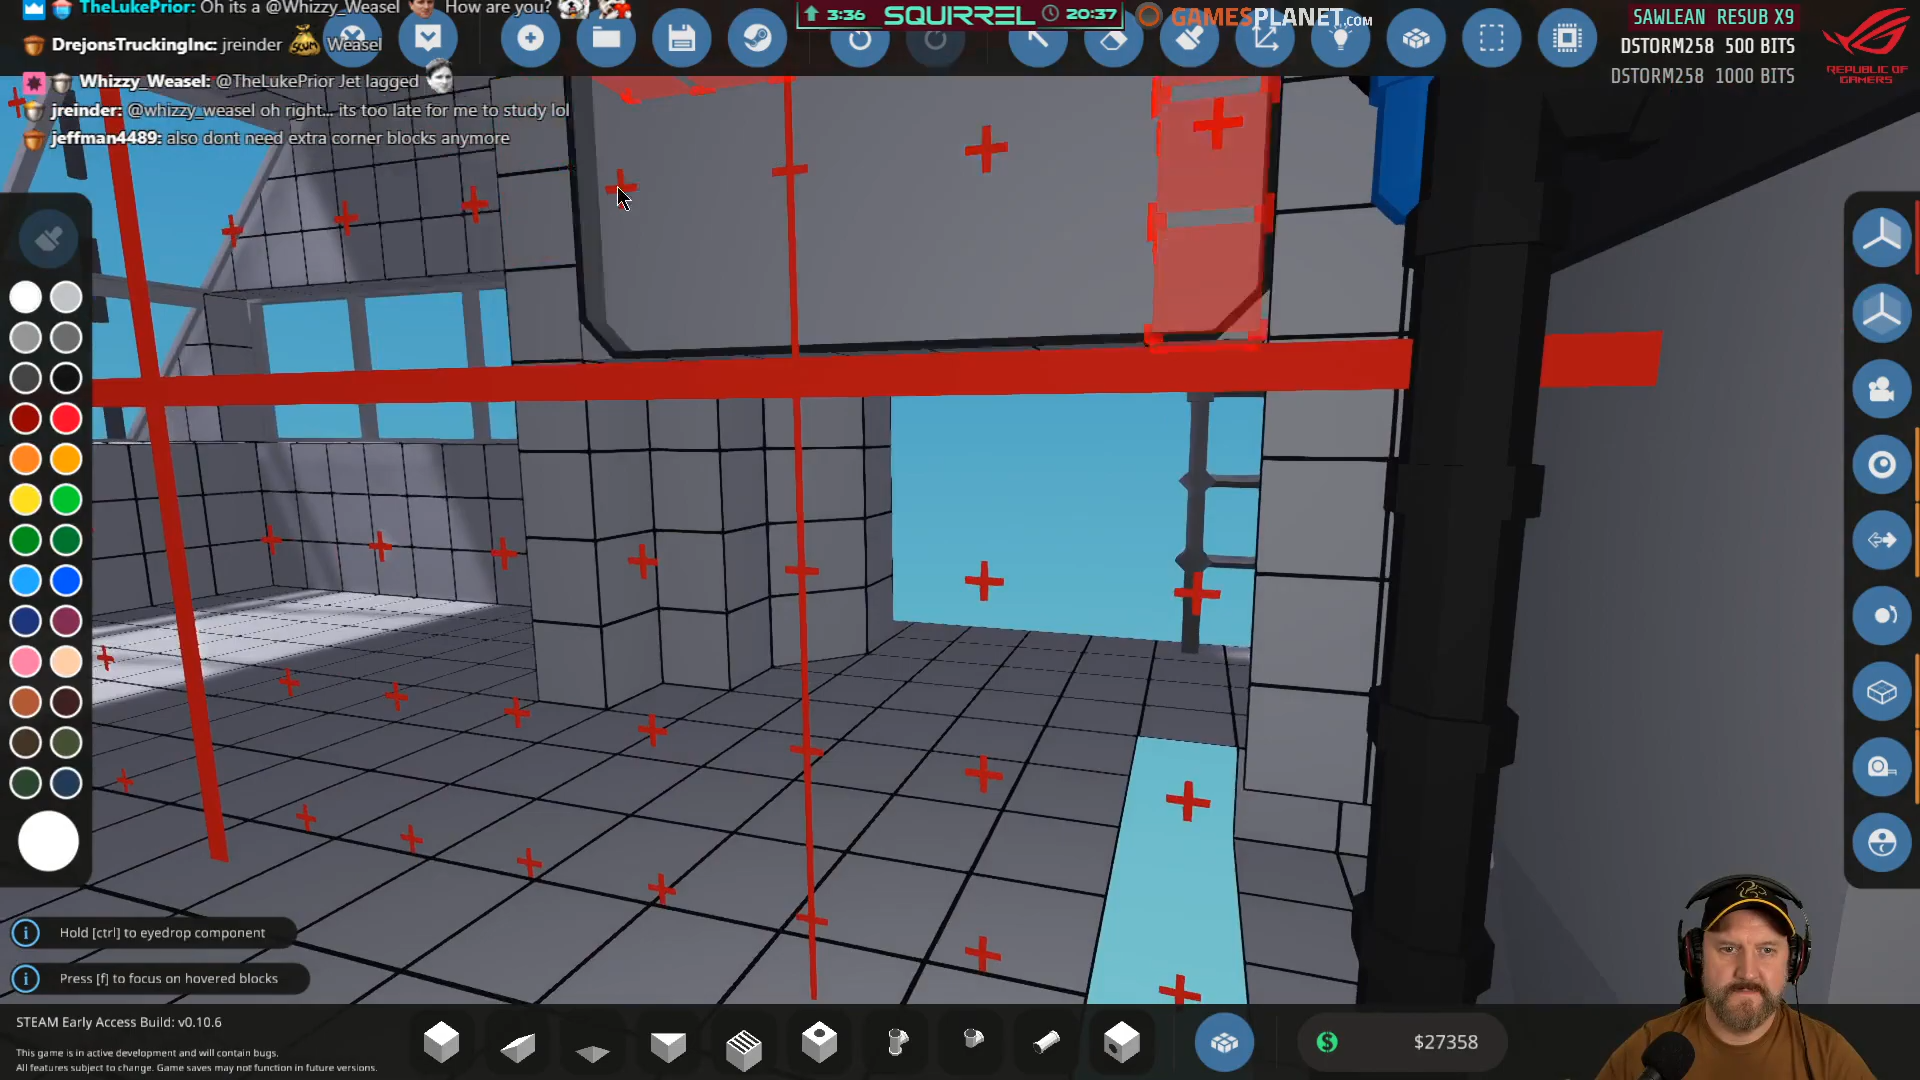 TheLukePrior: Oh its a @Whizzy_Weasel How are you?
DrejonsTruckingInc: jreinder Weasel
Whizzy_Weasel: @TheLukePrior Jet lagged
jreinder: @whizzy_weasel oh right... its too late for me to study lol
jeffman4489: also dont need extra corner blocks anymore
3:36 SQUIRREL 20:37
GAMESPLANET.COM
SAWLEAN RESUB X9
DSTORM258 500 BITS
DSTORM258 1000 BITS
REPUBLIC OF
GAMERS
Hold [ctrl] to eyedrop component
Press [f] to focus on hovered blocks
STEAM Early Access Build: v0.10.6
This game is in active development and will contain bugs.
All features subject to change. Game saves may not function in future versions.
$27358